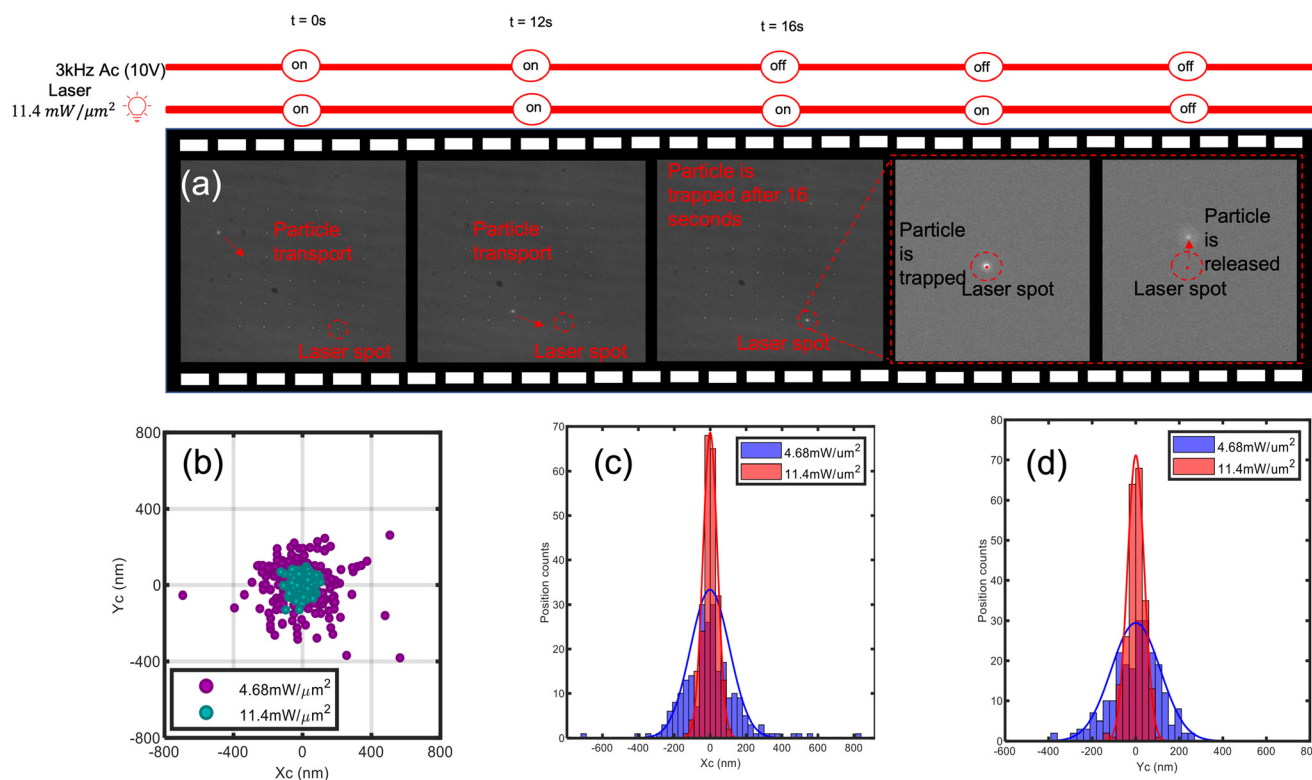 t = 0s
t = 12s
t = 16s
3kHz Ac (10V)
on
on
off
off
off
Laser
11.4 mW/μm²
on
on
on
on
off
(a)
Particle
transport
Laser spot
Particle
transport
Laser spot
Particle is
trapped after 16
seconds
Laser spot
Particle
is
trapped
Laser spot
Particle
is
released
Laser spot
(b)
800
400
0
-400
-800
Yc (nm)
4.68mW/μm²
11.4mW/μm²
-800
-400
0
400
800
Xc (nm)
(c)
70
60
50
40
30
20
10
0
Position counts
4.68mW/um²
11.4mW/um²
-600
-400
-200
0
200
400
600
800
Xc (nm)
(d)
80
70
60
50
40
30
20
10
0
Position counts
4.68mW/um²
11.4mW/um²
-600
-400
-200
0
200
400
600
80
Yc (nm)